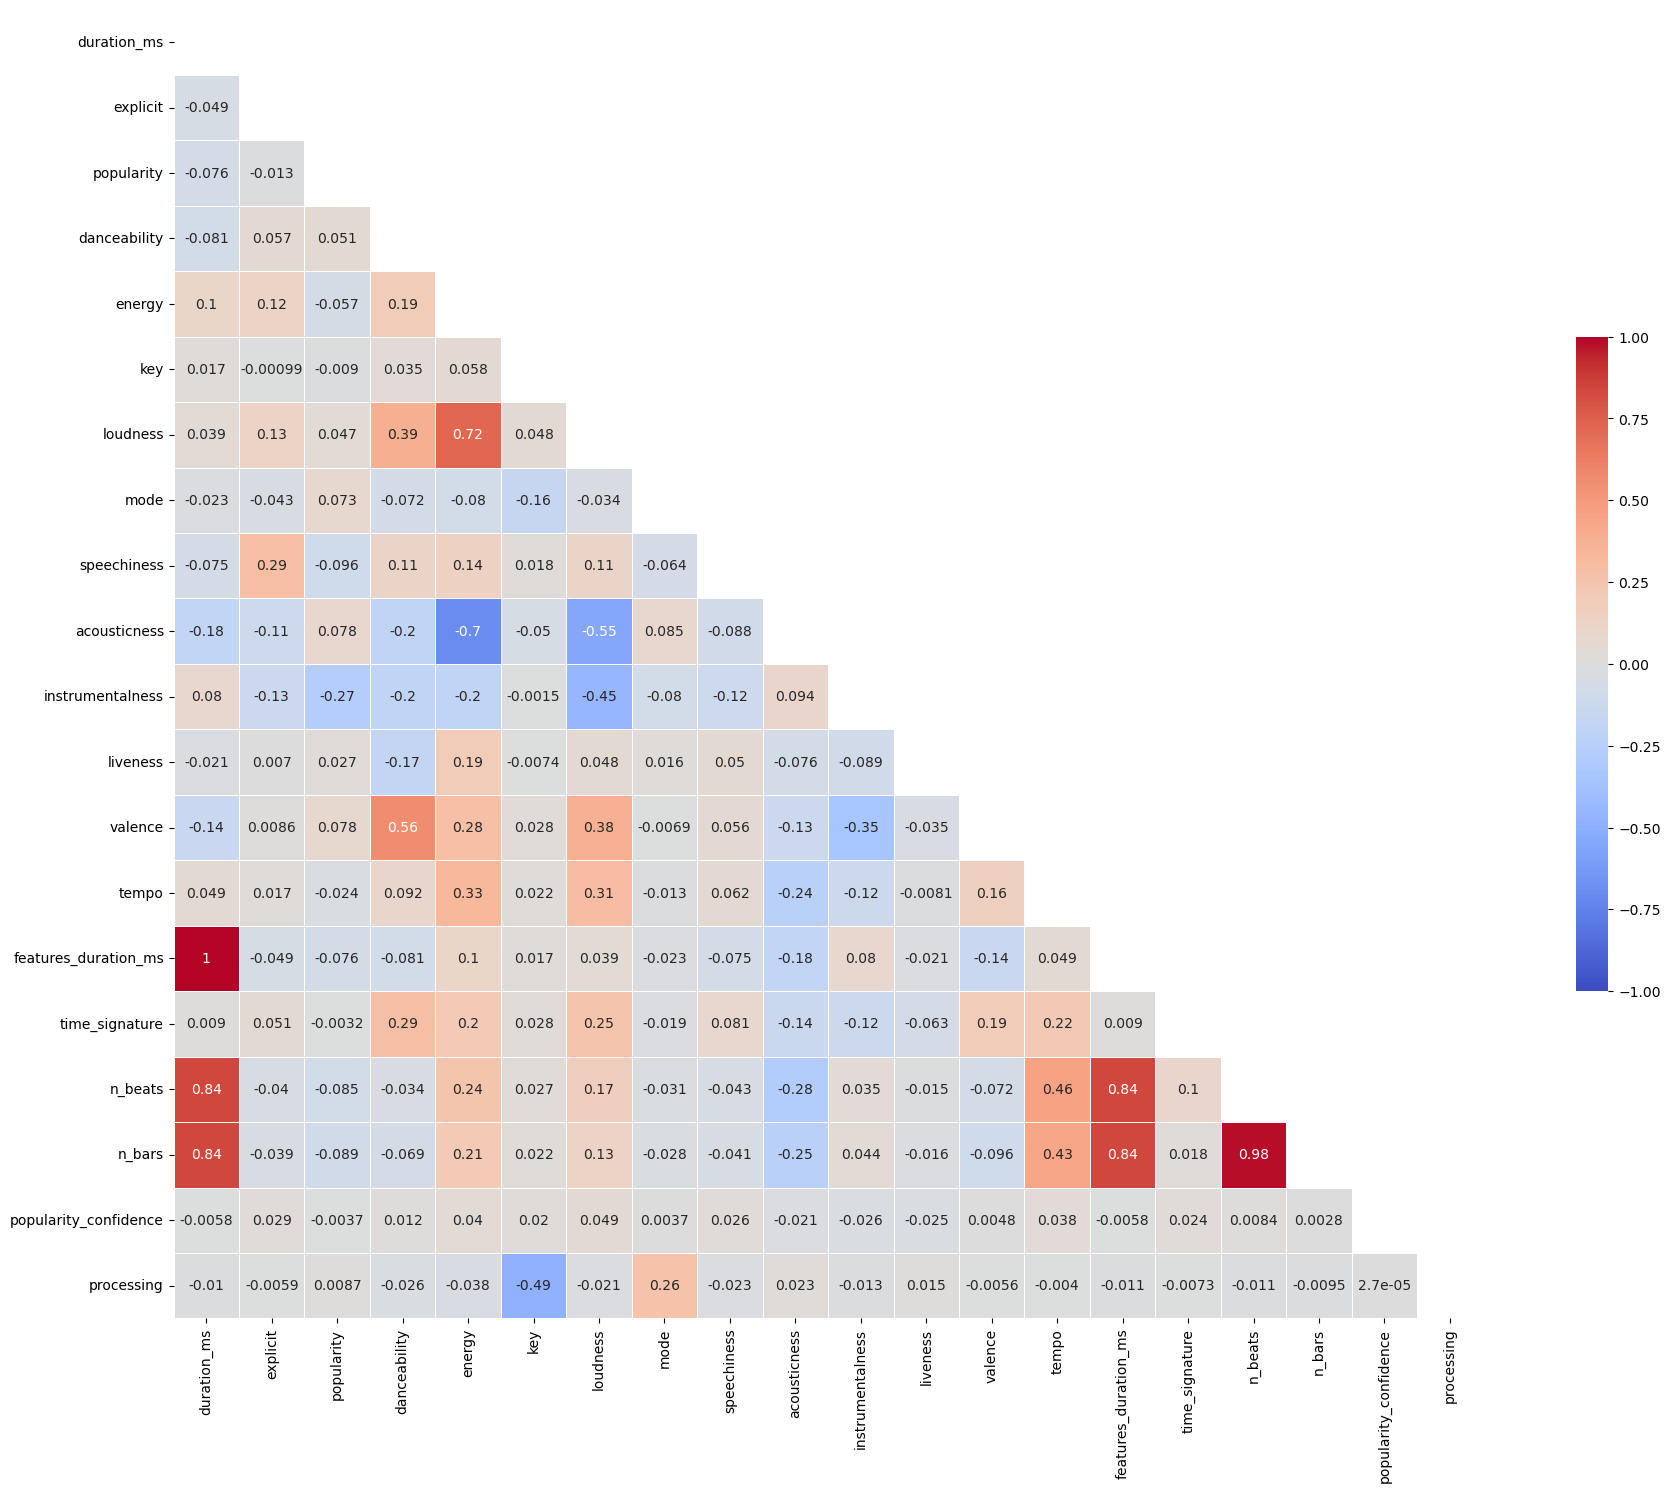 duration_ms
explicit -0.049
popularity -0.076 -0.013
danceability -0.081 0.057 0.051
energy 0.1 0.12 -0.057 0.19
key 0.017 -0.00099 -0.009 0.035 0.058
loudness 0.039 0.13 0.047 0.39 0.72 0.048
mode -0.023 -0.043 0.073 -0.072 -0.08 -0.16 -0.034
speechiness -0.075 0.29 -0.096 0.11 0.14 0.018 0.11 -0.064
acousticness -0.18 -0.11 0.078 -0.2 -0.7 -0.05 -0.55 0.085 -0.088
instrumentalness 0.08 -0.13 -0.27 -0.2 -0.2 -0.0015 -0.45 -0.08 -0.12 0.094
liveness -0.021 0.007 0.027 -0.17 0.19 -0.0074 0.048 0.016 0.05 -0.076 -0.089
valence -0.14 0.0086 0.078 0.56 0.28 0.028 0.38 -0.0069 0.056 -0.13 -0.35 -0.035
tempo 0.049 0.017 -0.024 0.092 0.33 0.022 0.31 -0.013 0.062 -0.24 -0.12 -0.0081 0.16
features_duration_ms 1 -0.049 -0.076 -0.081 0.1 0.017 0.039 -0.023 -0.075 -0.18 0.08 -0.021 -0.14 0.049
time_signature 0.009 0.051 -0.0032 0.29 0.2 0.028 0.25 -0.019 0.081 -0.14 -0.12 -0.063 0.19 0.22 0.009
n_beats 0.84 -0.04 -0.085 -0.034 0.24 0.027 0.17 -0.031 -0.043 -0.28 0.035 -0.015 -0.072 0.46 0.84 0.1
n_bars 0.84 -0.039 -0.089 -0.069 0.21 0.022 0.13 -0.028 -0.041 -0.25 0.044 -0.016 -0.096 0.43 0.84 0.018 0.98
popularity_confidence -0.0058 0.029 -0.0037 0.012 0.04 0.02 0.049 0.0037 0.026 -0.021 -0.026 -0.025 0.0048 0.038 -0.0058 0.024 0.0084 0.0028
processing -0.01 -0.0059 0.0087 -0.026 -0.038 -0.49 -0.021 0.26 -0.023 0.023 -0.013 0.015 -0.0056 -0.004 -0.011 -0.0073 -0.011 -0.0095 2.7e-05
duration_ms
explicit
popularity
danceability
energy
key
loudness
mode
speechiness
acousticness
instrumentalness
liveness
valence
tempo
features_duration_ms
time_signature
n_beats
n_bars
popularity_confidence
processing
1.00
0.75
0.50
0.25
0.00
−0.25
−0.50
−0.75
−1.00